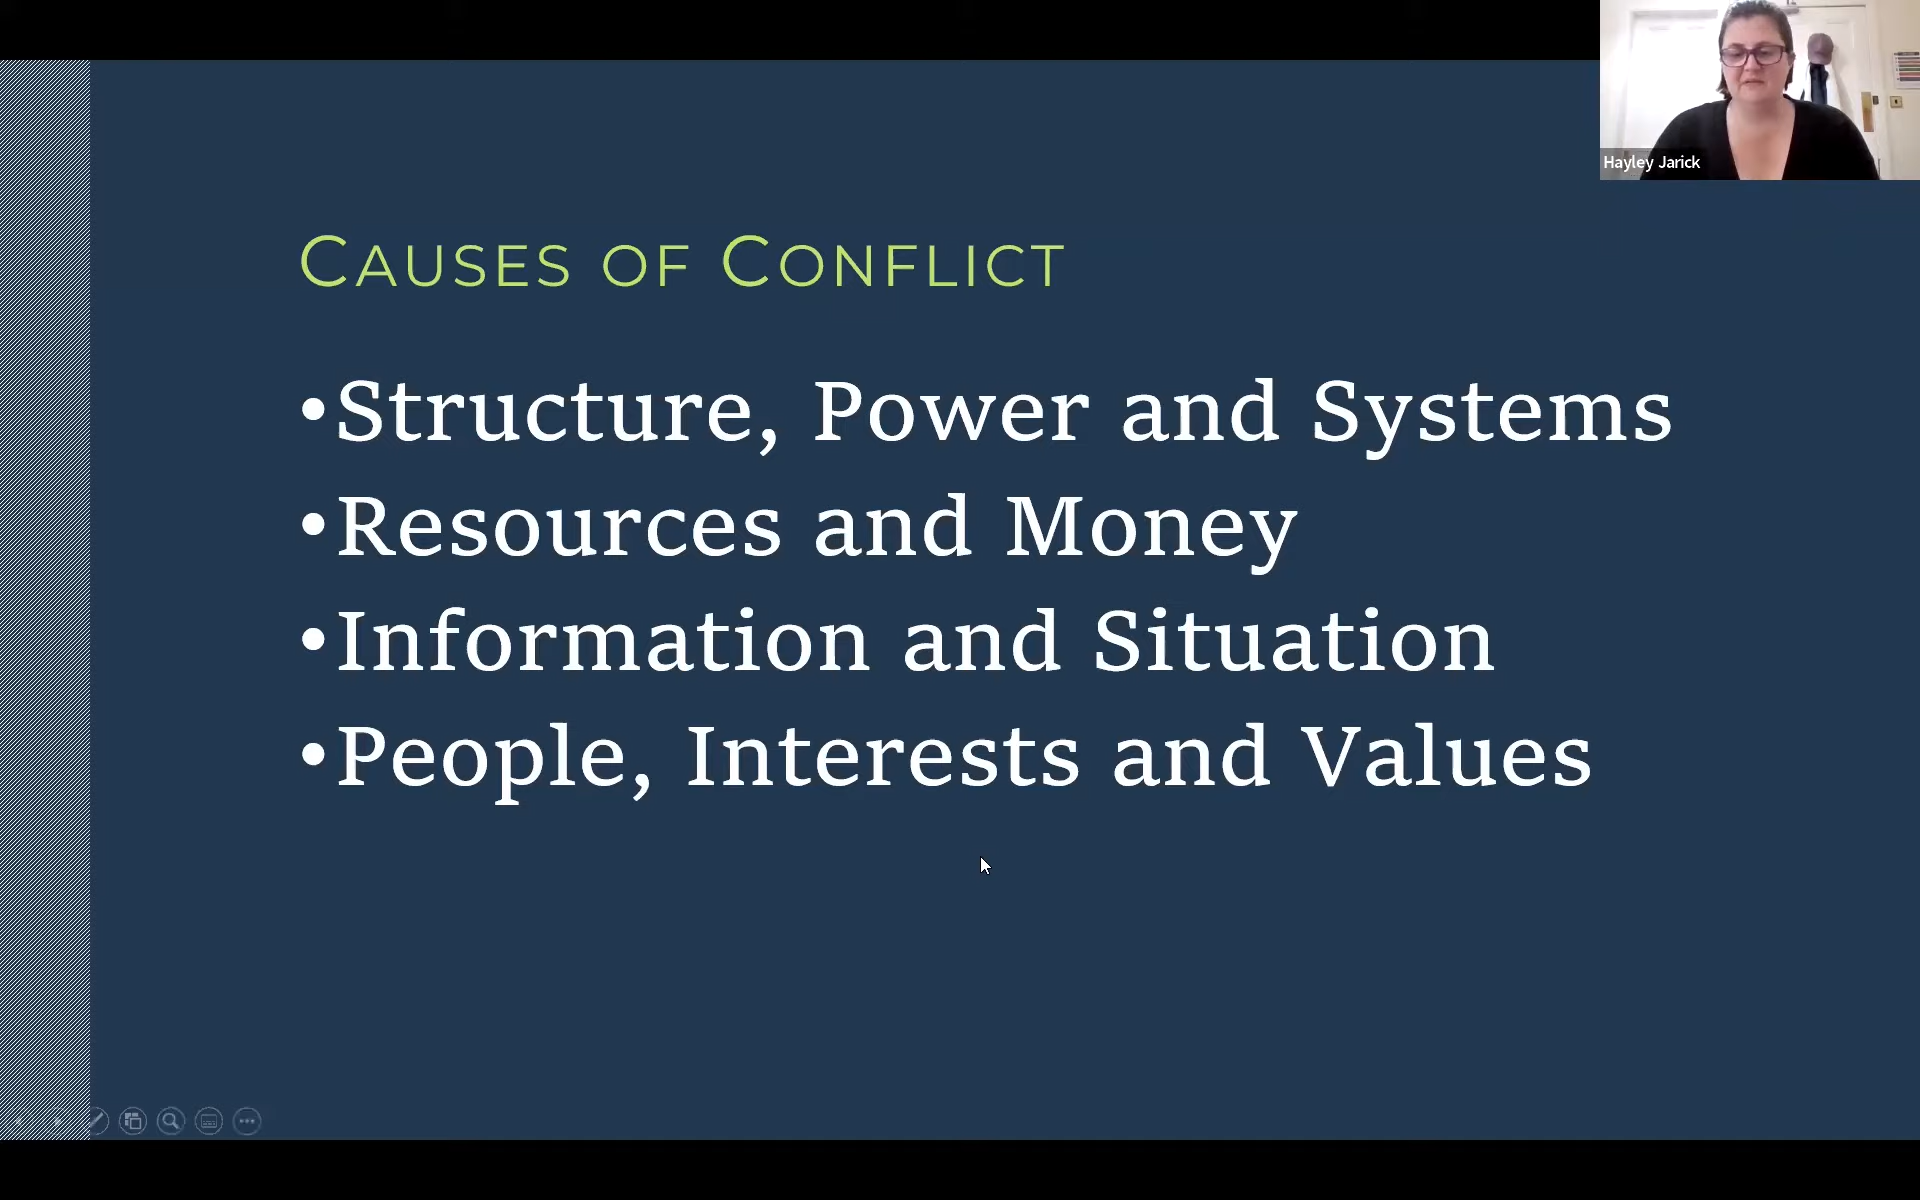 Hayley Jarick
CAUSES OF CONFLICT
•Structure, Power and Systems
•Resources and Money
•Information and Situation
•People, Interests and Values